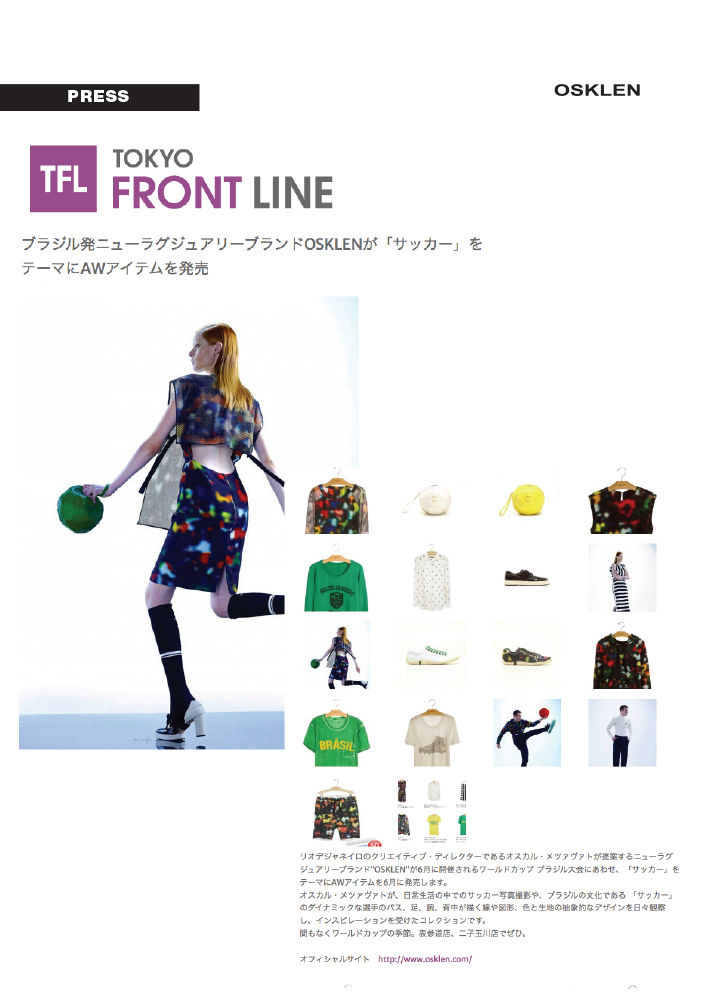 PRESS
OSKLEN
TFL
TOKYO
FRONT LINE
ブラジル発ニューラグジュアリーブランドOSKLENが「サッカー」を
テーマにAWアイテムを発売
BRASIL
リオデジャネイロのクリエイティブ・ディレクターであるオスカル・メツァヴァトが提案するニューラグ
ジュアリーブランド"OSKLEN"が6月に開催されるワールドカップ ブラジル大会にあわせ、「サッカー」を
テーマにAWアイテムを6月に発売します。
オスカル・メツァヴァトが、日常生活の中でのサッカー写真撮影や、ブラジルの文化である 「サッカー」
のダイナミックな選手のパス、足、腕、背中が描く線や図形、色と生地の抽象的なデザインを日々観察
し、インスピレーションを受けたコレクションです。
間もなくワールドカップの季節。表参道店、二子玉川店でぜひ。
オフィシャルサイト http://www.osklen.com/